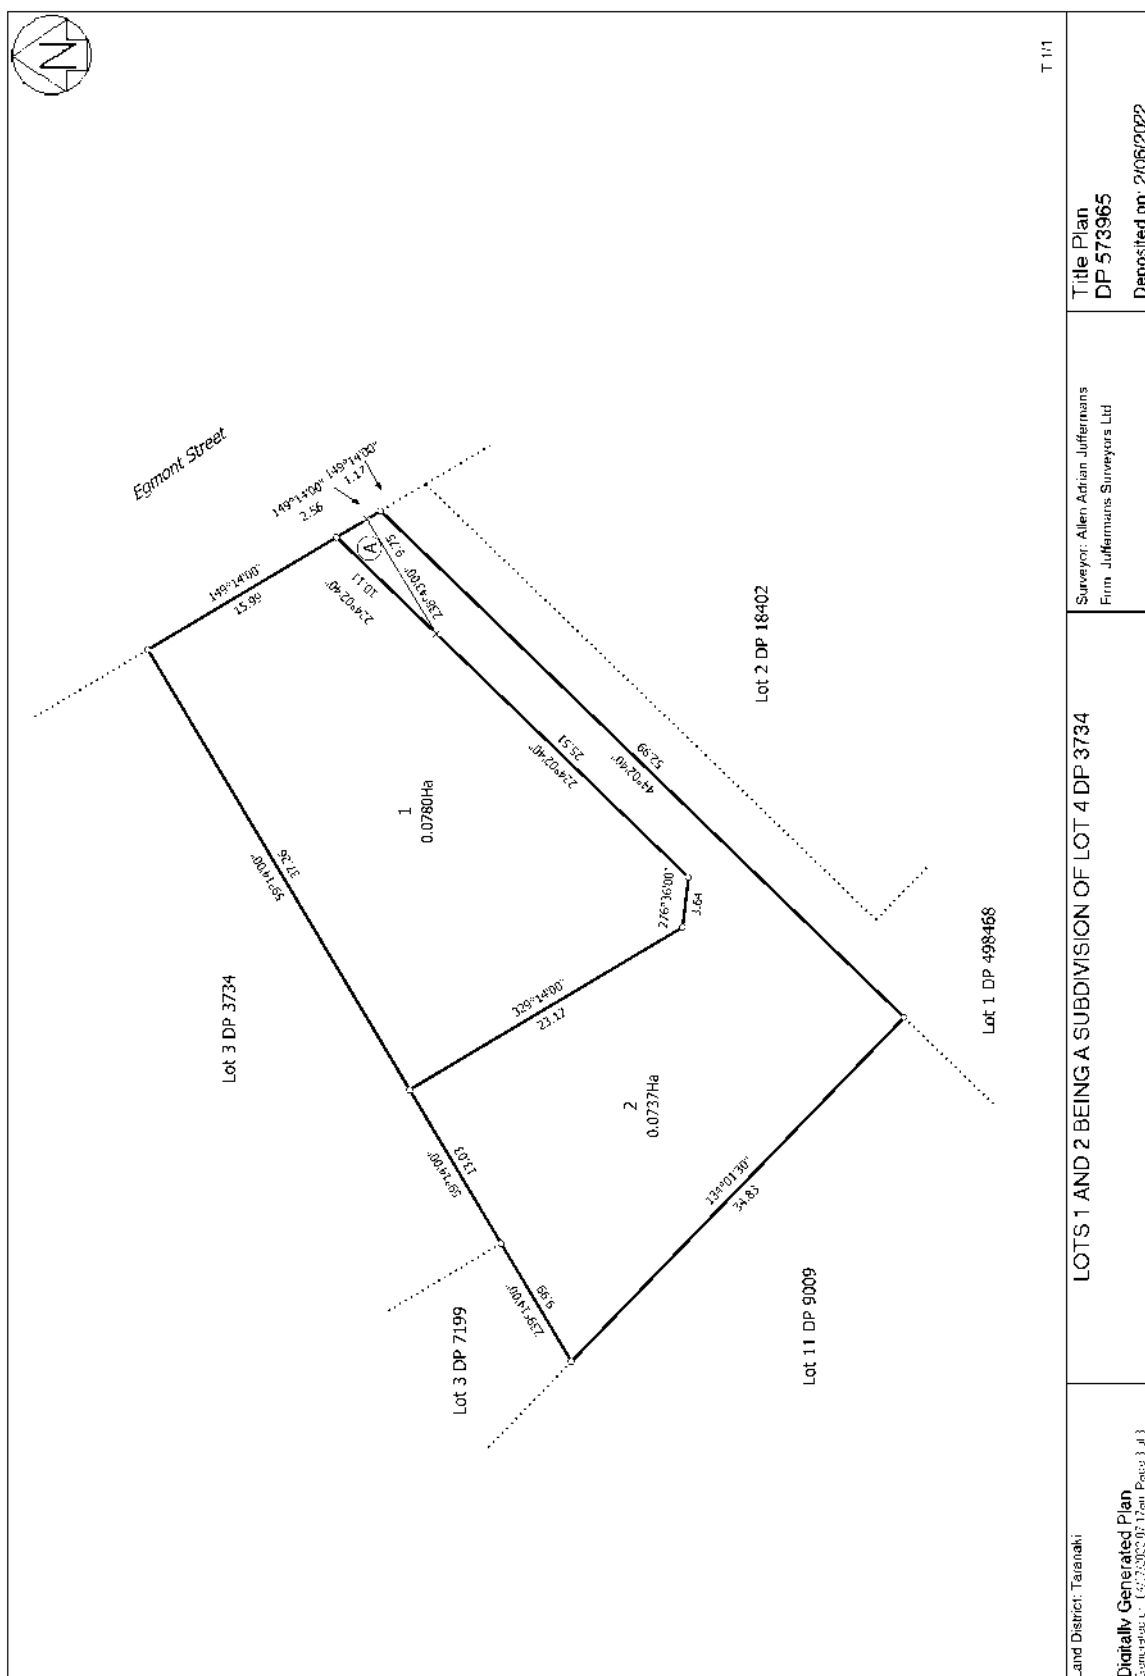 N
T 1/1
Egmont Street
149°14'00"
2.56
149°14'00"
1.17
149°14'00"
15.99
A
9.75
236°43'00"
10.11
224°02'40"
Lot 2 DP 18402
1
0.0780Ha
25.51
224°02'40"
52.99
44°02'40"
59°14'00"
37.26
276°36'00"
3.64
Lot 3 DP 3734
329°14'00"
23.17
Lot 1 DP 498468
2
0.0737Ha
13.03
59°14'00"
134°01'30"
34.83
9.99
239°14'00"
Lot 3 DP 7199
Lot 11 DP 9009
Land District: Taranaki
Digitally Generated Plan
LOTS 1 AND 2 BEING A SUBDIVISION OF LOT 4 DP 3734
Surveyor: Allen Adrian Juffermans
Firm: Juffermans Surveyors Ltd
Title Plan
DP 573965
Deposited on: 2/06/2022